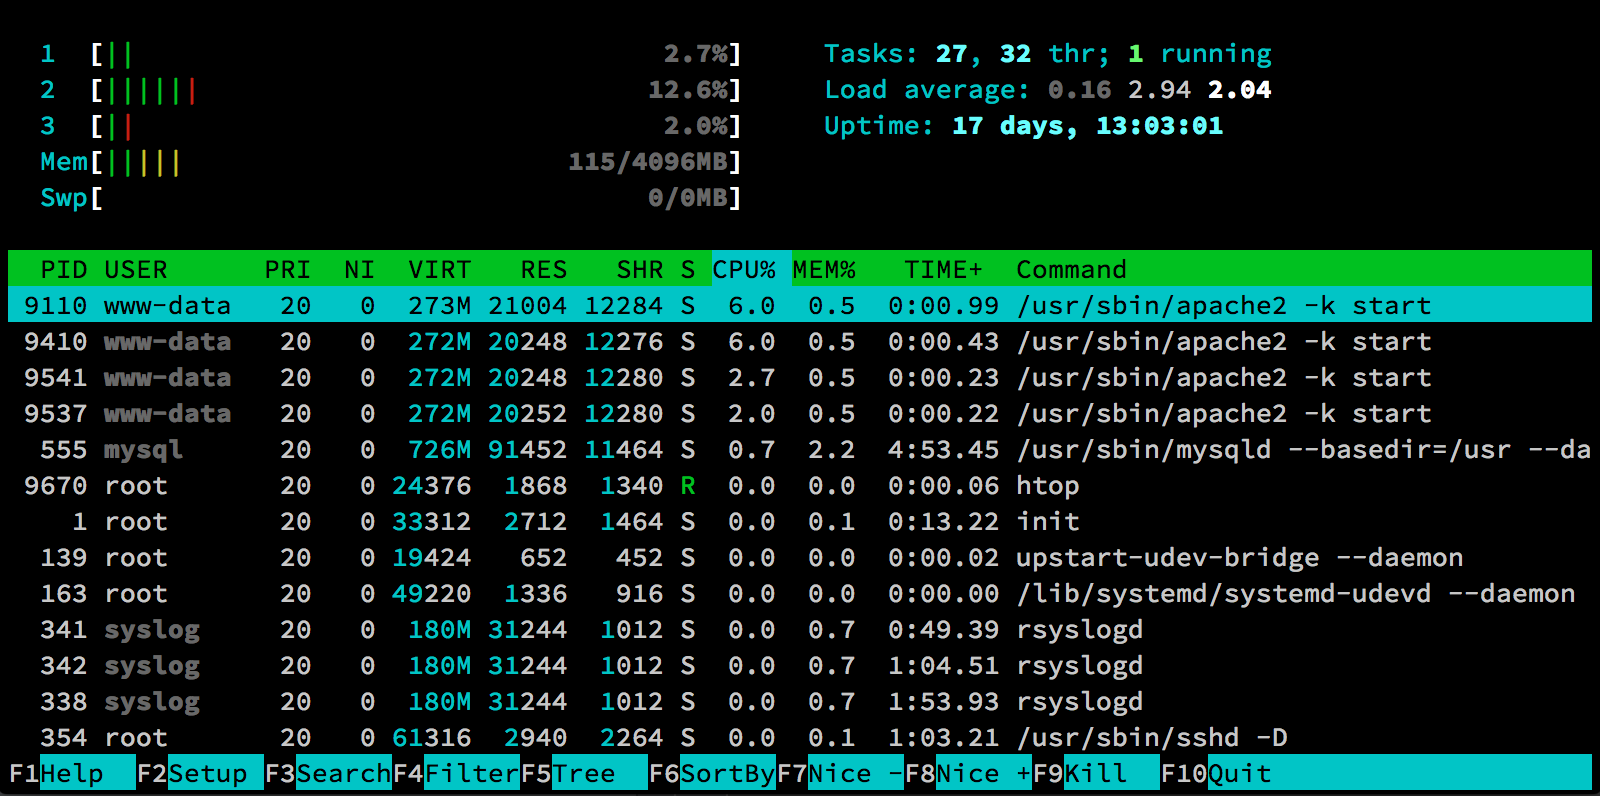 1 [|| 2.7%] Tasks: 27, 32 thr; 1 running
2 [|||||| 12.6%] Load average: 0.16 2.94 2.04
3 [|| 2.0%] Uptime: 17 days, 13:03:01
Mem[||||| 115/4096MB]
Swp[ 0/0MB]
PID USER PRI NI VIRT RES SHR S CPU% MEM% TIME+ Command
9110 www-data 20 0 273M 21004 12284 S 6.0 0.5 0:00.99 /usr/sbin/apache2 -k start
9410 www-data 20 0 272M 20248 12276 S 6.0 0.5 0:00.43 /usr/sbin/apache2 -k start
9541 www-data 20 0 272M 20248 12280 S 2.7 0.5 0:00.23 /usr/sbin/apache2 -k start
9537 www-data 20 0 272M 20252 12280 S 2.0 0.5 0:00.22 /usr/sbin/apache2 -k start
555 mysql 20 0 726M 91452 11464 S 0.7 2.2 4:53.45 /usr/sbin/mysqld --basedir=/usr --da
9670 root 20 0 24376 1868 1340 R 0.0 0.0 0:00.06 htop
1 root 20 0 33312 2712 1464 S 0.0 0.1 0:13.22 init
139 root 20 0 19424 652 452 S 0.0 0.0 0:00.02 upstart-udev-bridge --daemon
163 root 20 0 49220 1336 916 S 0.0 0.0 0:00.00 /lib/systemd/systemd-udevd --daemon
341 syslog 20 0 180M 31244 1012 S 0.0 0.7 0:49.39 rsyslogd
342 syslog 20 0 180M 31244 1012 S 0.0 0.7 1:04.51 rsyslogd
338 syslog 20 0 180M 31244 1012 S 0.0 0.7 1:53.93 rsyslogd
354 root 20 0 61316 2940 2264 S 0.0 0.1 1:03.21 /usr/sbin/sshd -D
F1Help F2Setup F3SearchF4FilterF5Tree F6SortByF7Nice -F8Nice +F9Kill F10Quit